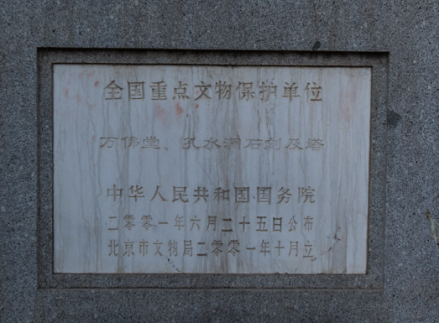 全国重点文物保护单位
万佛堂、孔水洞石刻及塔
中华人民共和国国务院
二零零一年六月二十五日公布
北京市文物局二零零一年十月立